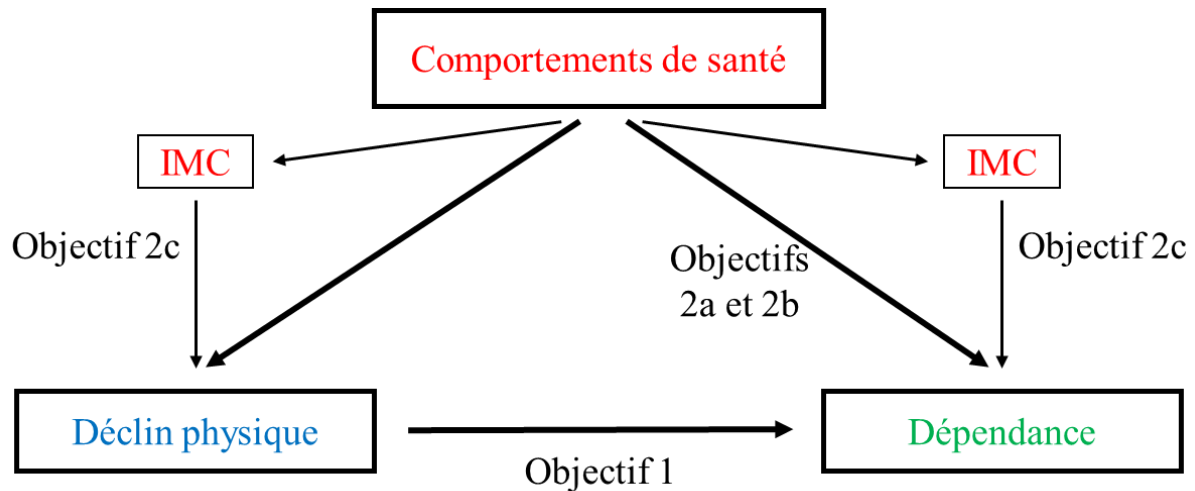 Comportements de santé
IMC
IMC
Objectif 2c
Objectifs
2a et 2b
Objectif 2c
Déclin physique
Dépendance
Objectif 1